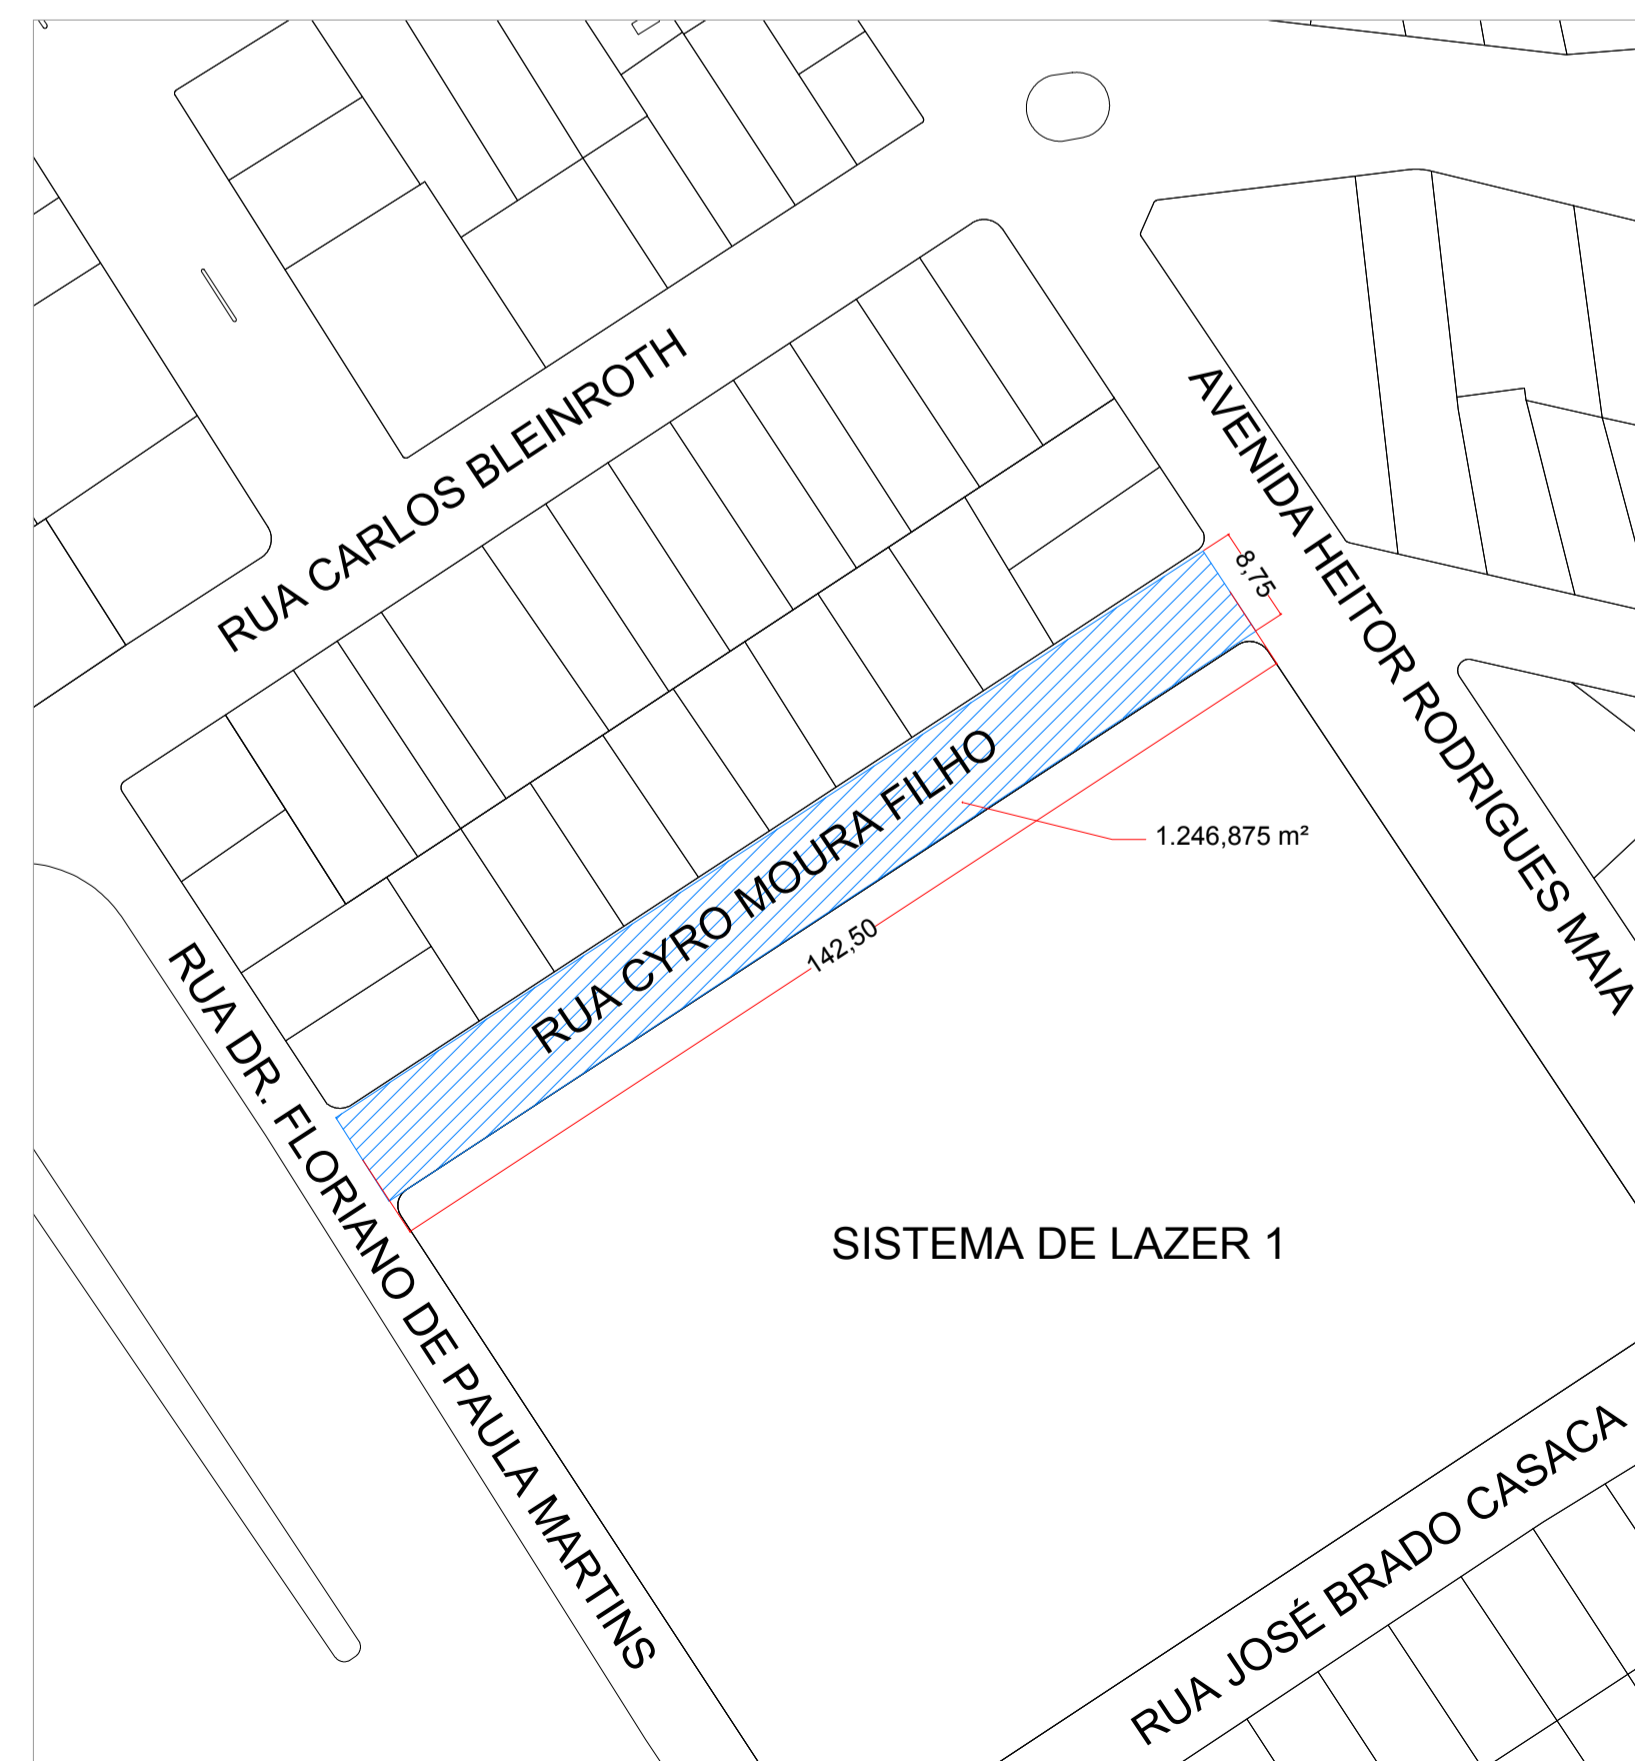 RUA CARLOS BLEINROTH
AVENIDA HEITOR RODRIGUES MAIA
8,75
RUA CYRO MOURA FILHO
1.246,875 m²
142,50
RUA DR. FLORIANO DE PAULA MARTINS
SISTEMA DE LAZER 1
RUA JOSÉ BRADO CASACA